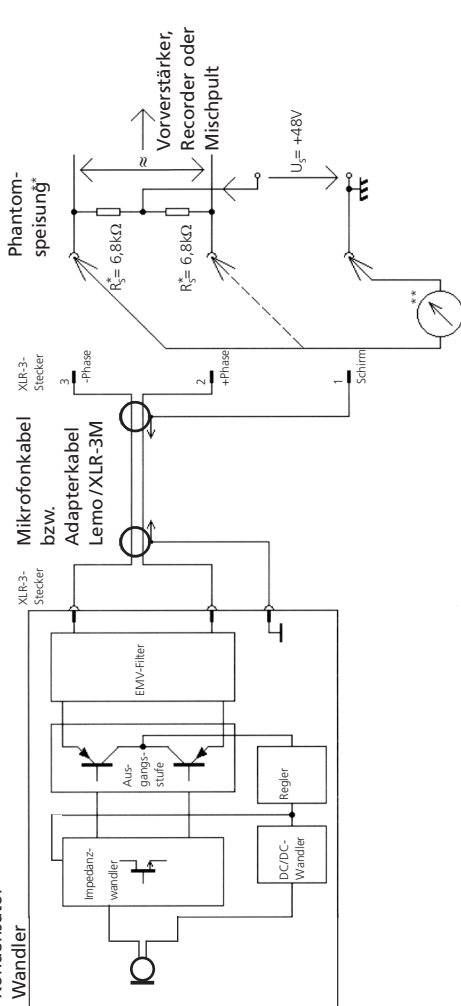 Wandler
Impedanz-
wandler
Aus-
gangs-
stufe
EMV-Filter
DC/DC-
Wandler
Regler
XLR-3-
Stecker
Mikrofonkabel
bzw.
Adapterkabel
Lemo/XLR-3M
XLR-3-
Stecker
3
-Phase
2
+Phase
1
Schirm
Phantom-
speisung**
Rs*= 6,8kΩ
Rs*= 6,8kΩ
≈
Vorverstärker,
Recorder oder
Mischpult
Us= +48V
**